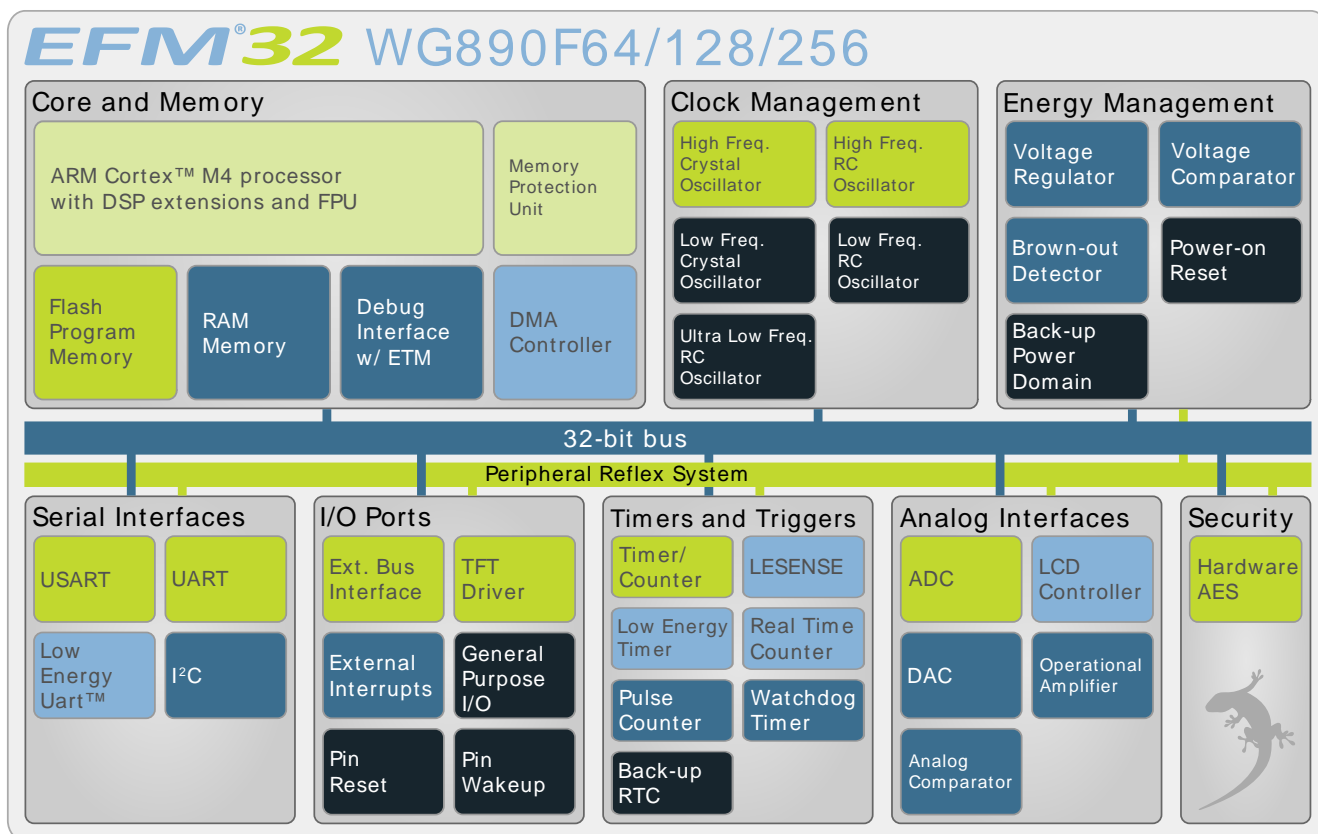 EFM®32 WG890F64/128/256
Core and Memory
ARM Cortex™ M4 processor
with DSP extensions and FPU
Memory
Protection
Unit
Flash
Program
Memory
RAM
Memory
Debug
Interface
w/ ETM
DMA
Controller
Clock Management
High Freq.
Crystal
Oscillator
High Freq.
RC
Oscillator
Low Freq.
Crystal
Oscillator
Low Freq.
RC
Oscillator
Ultra Low Freq.
RC
Oscillator
Energy Management
Voltage
Regulator
Voltage
Comparator
Brown-out
Detector
Power-on
Reset
Back-up
Power
Domain
32-bit bus
Peripheral Reflex System
Serial Interfaces
USART
UART
Low
Energy
Uart™
I²C
I/O Ports
Ext. Bus
Interface
TFT
Driver
External
Interrupts
General
Purpose
I/O
Pin
Reset
Pin
Wakeup
Timers and Triggers
Timer/
Counter
LESENSE
Low Energy
Timer
Real Time
Counter
Pulse
Counter
Watchdog
Timer
Back-up
RTC
Analog Interfaces
ADC
LCD
Controller
DAC
Operational
Amplifier
Analog
Comparator
Security
Hardware
AES